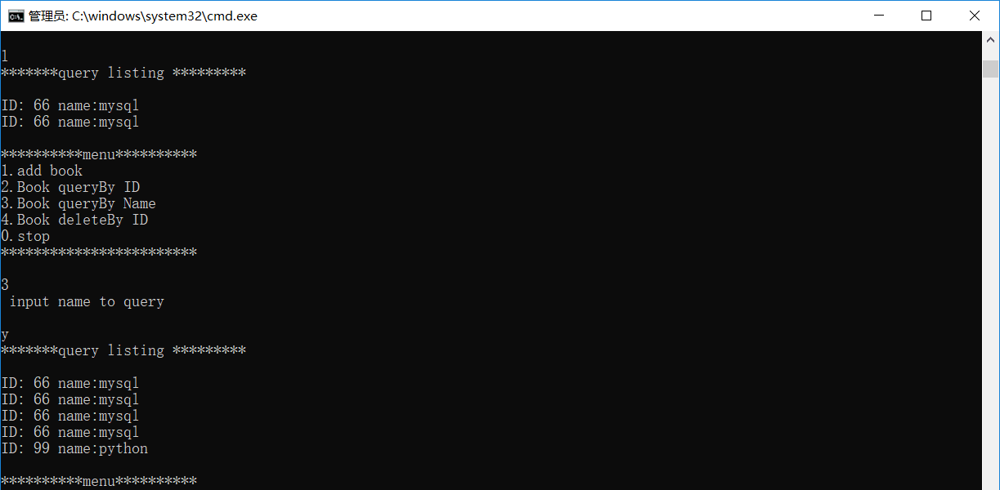 管理员: C:\windows\system32\cmd.exe
l
*******query listing *********
ID: 66 name:mysql
ID: 66 name:mysql
**********menu**********
1.add book
2.Book queryBy ID
3.Book queryBy Name
4.Book deleteBy ID
0.stop
************************
3
input name to query
y
*******query listing *********
ID: 66 name:mysql
ID: 66 name:mysql
ID: 66 name:mysql
ID: 66 name:mysql
ID: 99 name:python
**********menu**********